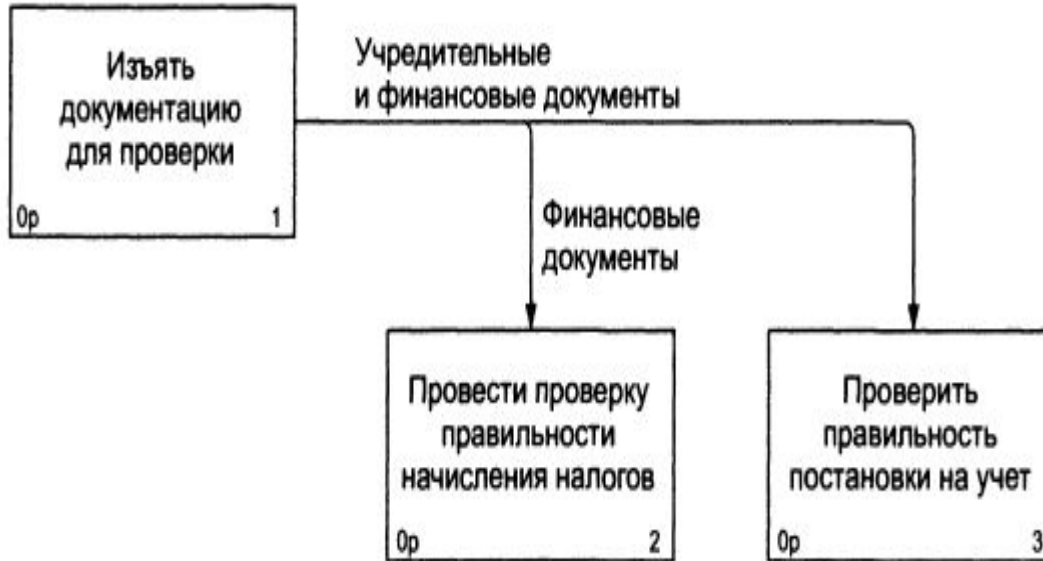 Изъять
документацию
для проверки
0р 1
Учредительные
и финансовые документы
Финансовые
документы
Провести проверку
правильности
начисления налогов
0р 2
Проверить
правильность
постановки на учет
0р 3